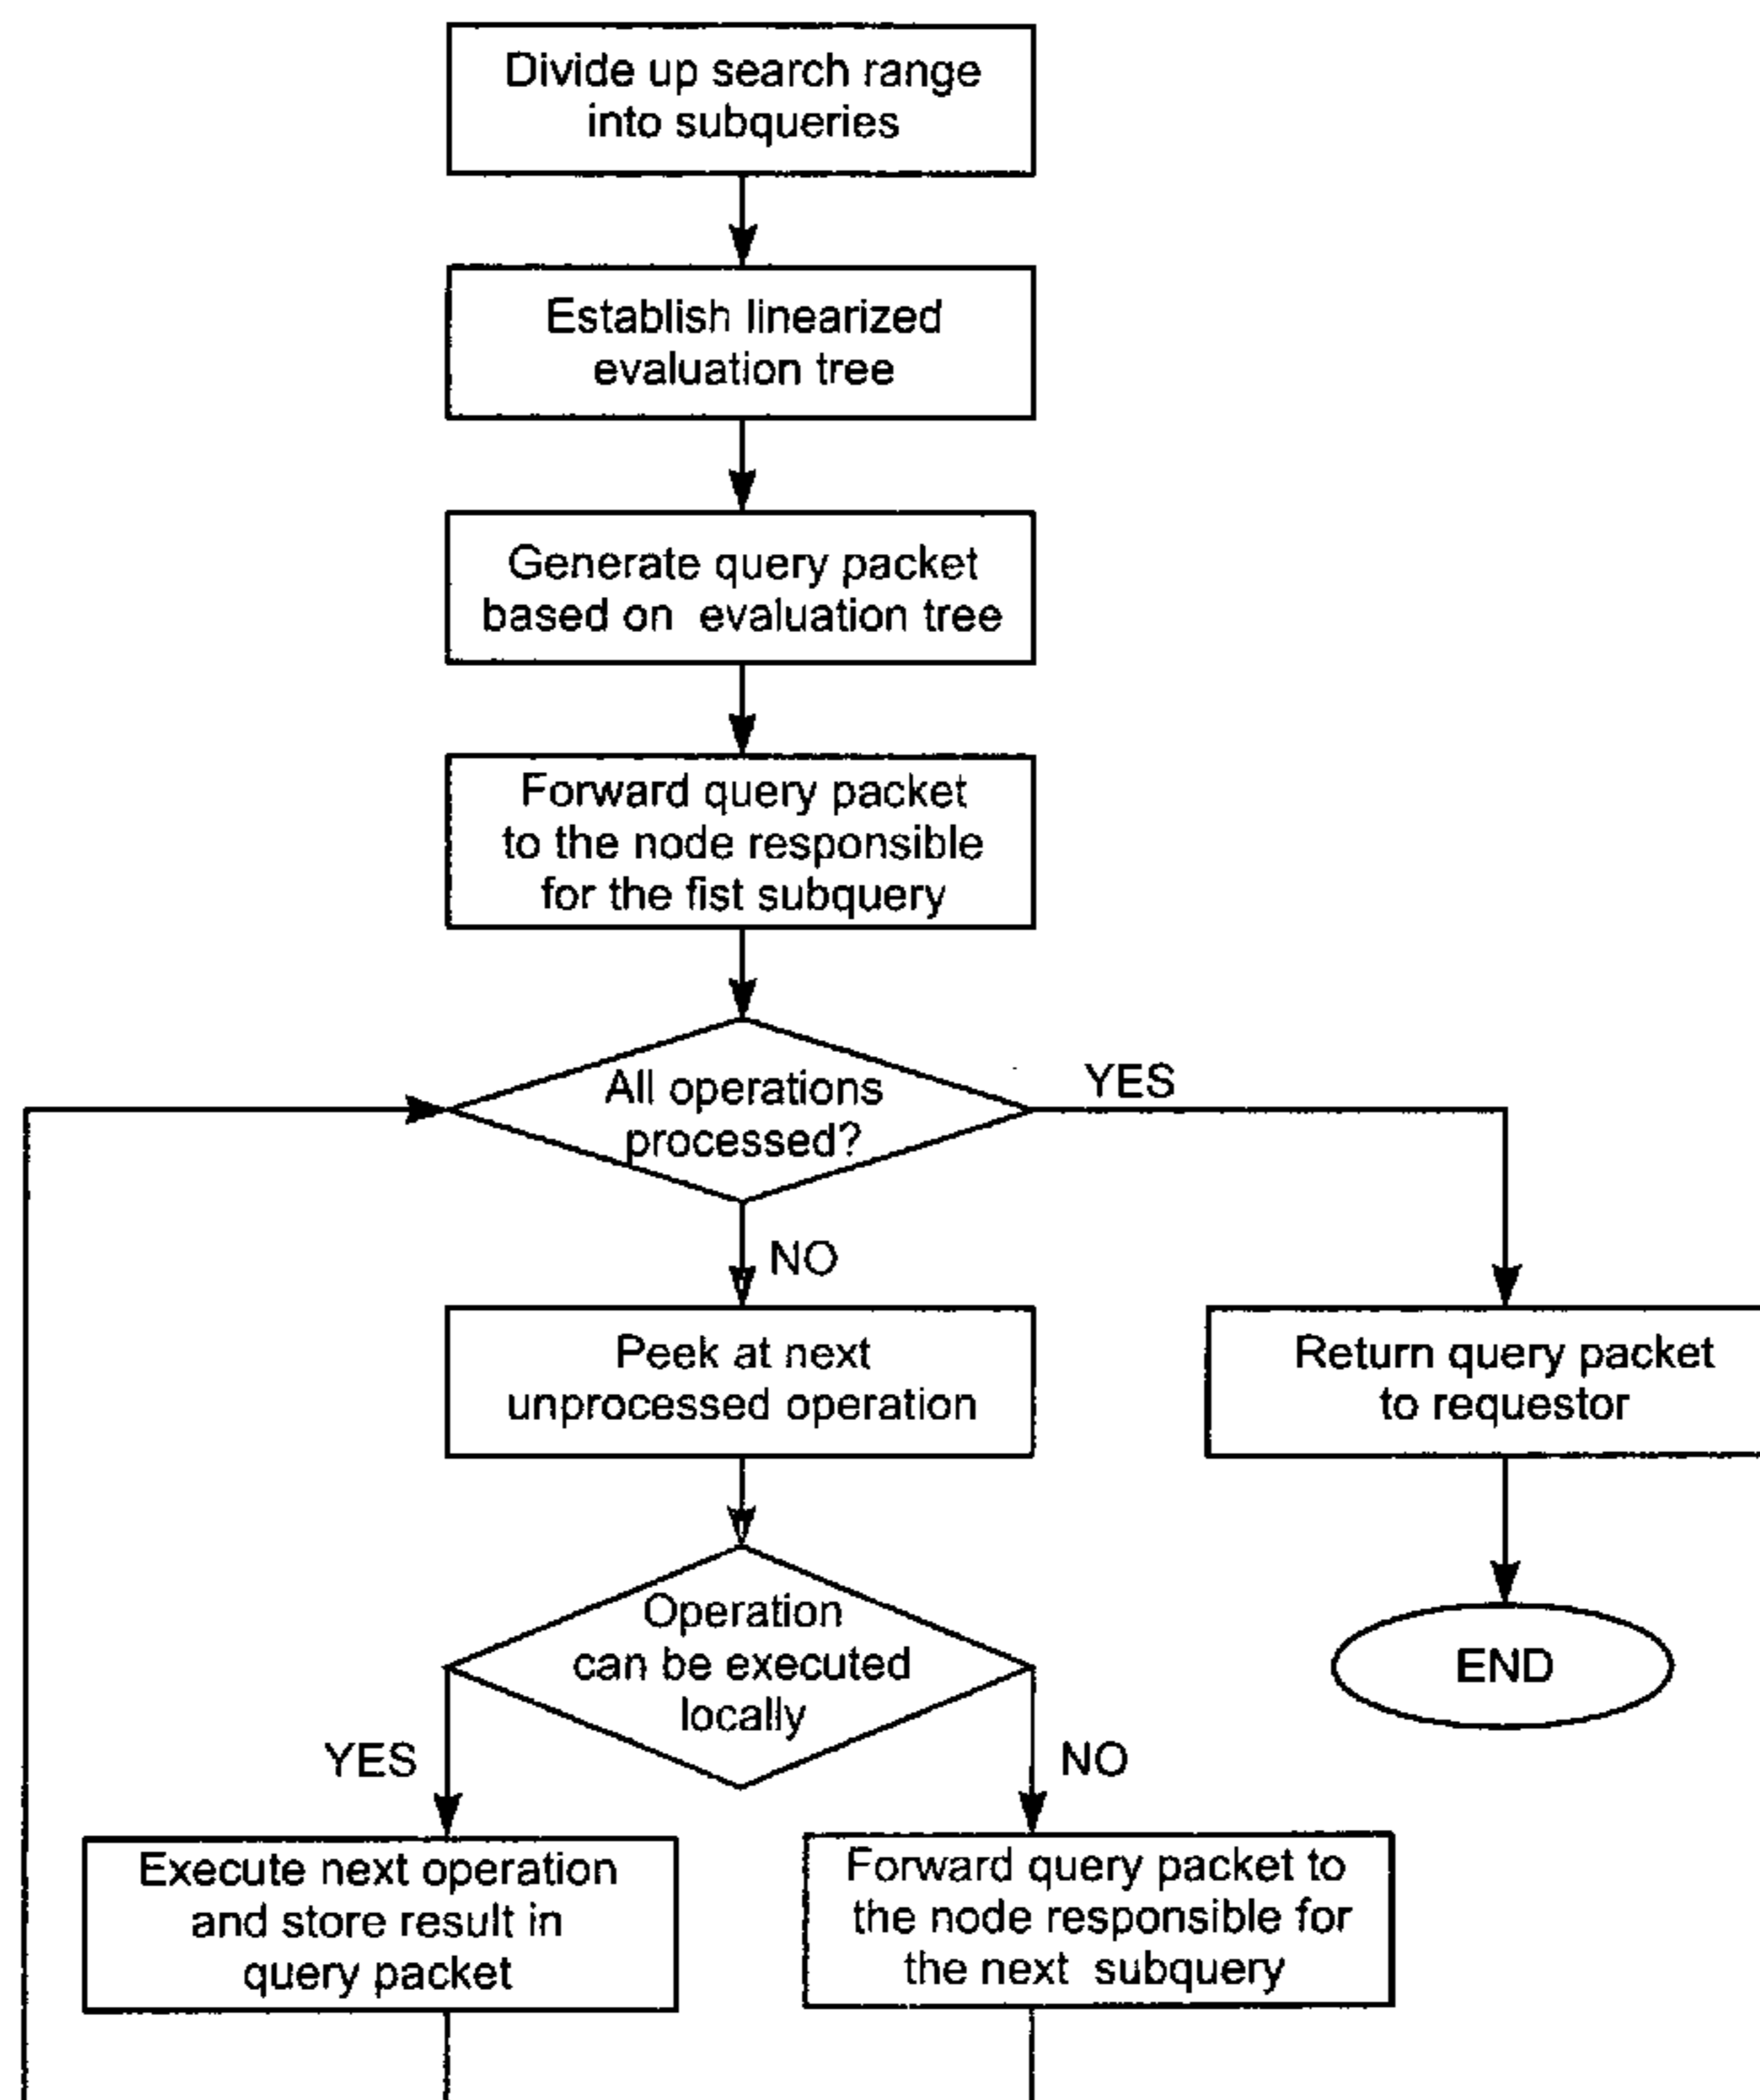 Divide up search range
into subqueries
Establish linearized
evaluation tree
Generate query packet
based on evaluation tree
Forward query packet
to the node responsible
for the fist subquery
All operations
processed?
YES
NO
Peek at next
unprocessed operation
Return query packet
to requestor
Operation
can be executed
locally
END
YES
NO
Execute next operation
and store result in
query packet
Forward query packet to
the node responsible for
the next subquery